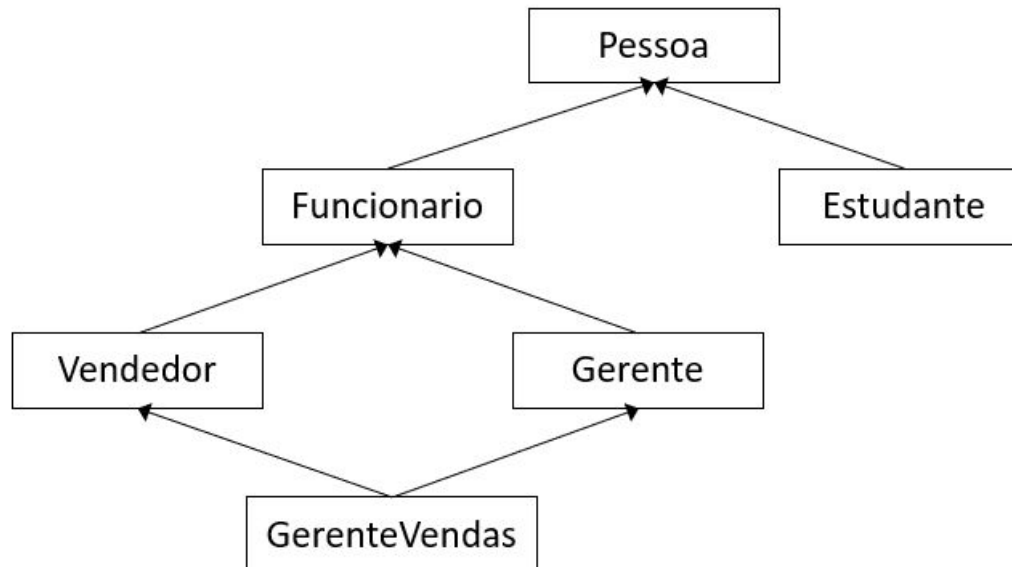 Pessoa
Funcionario
Estudante
Vendedor
Gerente
GerenteVendas